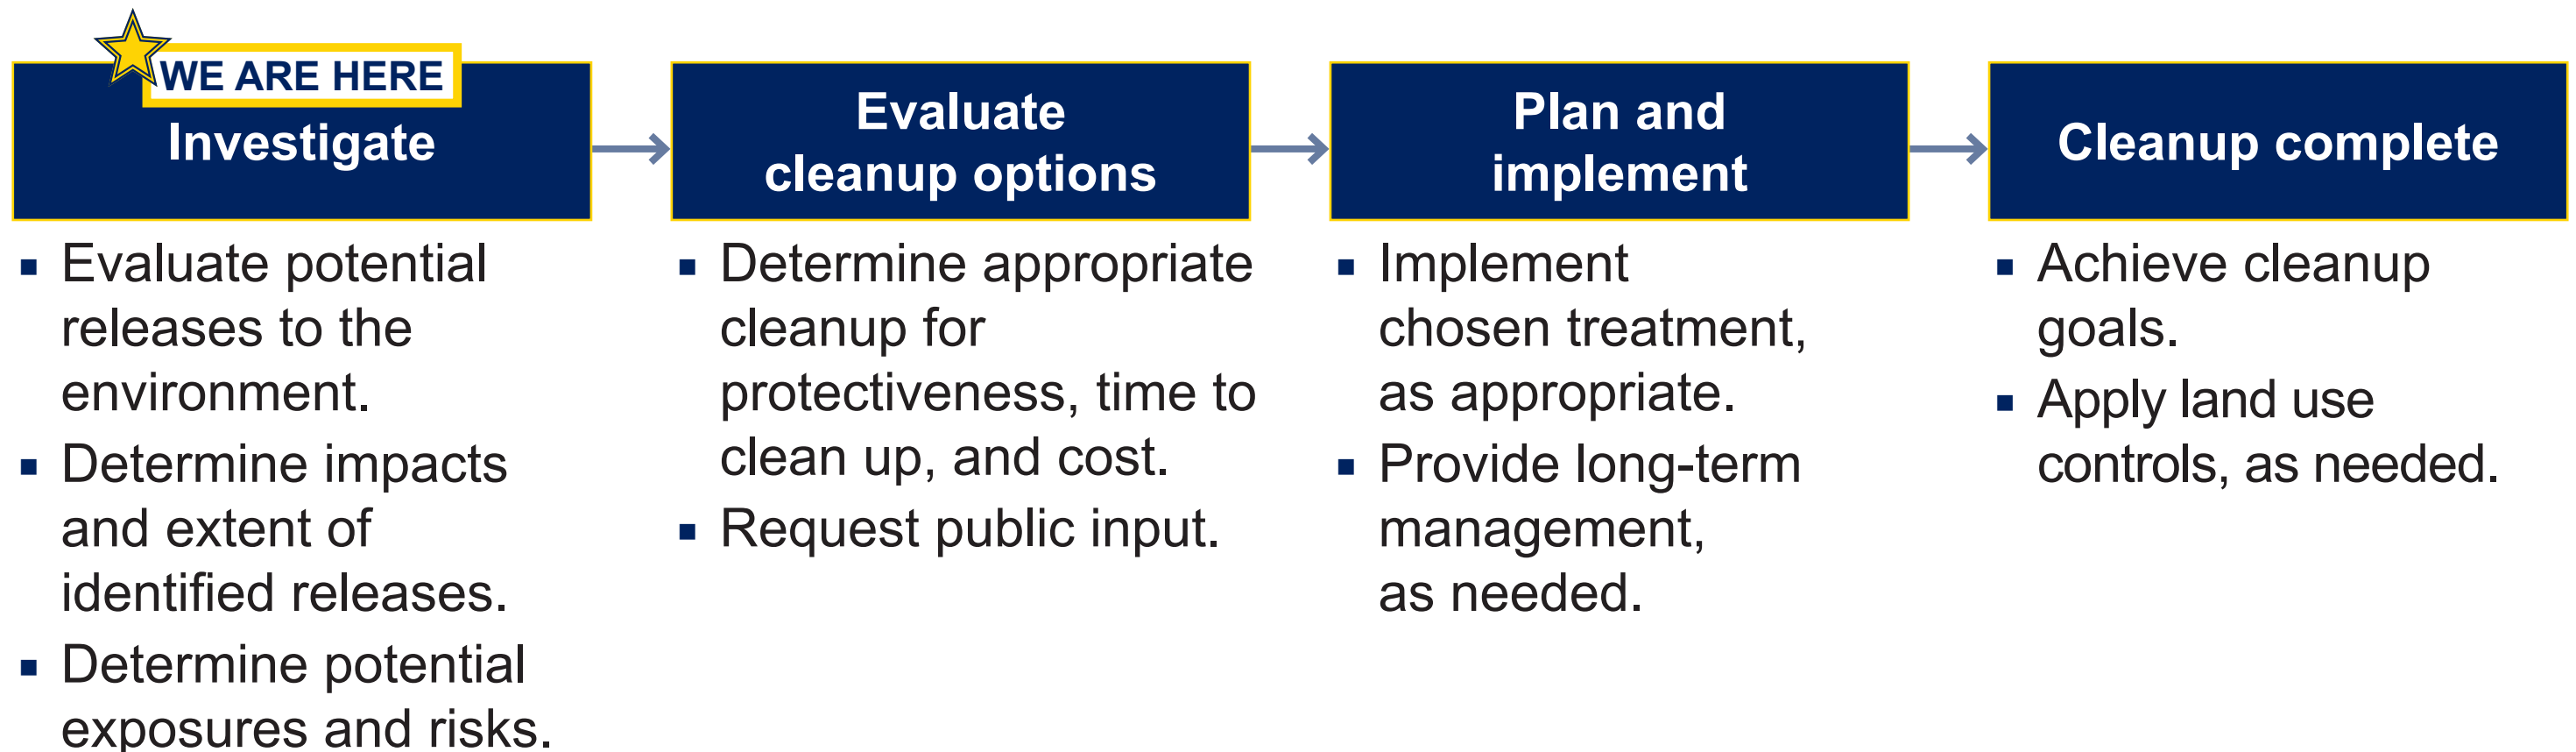 WE ARE HERE
Investigate
▪ Evaluate potential
releases to the
environment.
▪ Determine impacts
and extent of
identified releases.
▪ Determine potential
exposures and risks.
Evaluate
cleanup options
▪ Determine appropriate
cleanup for
protectiveness, time to
clean up, and cost.
▪ Request public input.
Plan and
implement
▪ Implement
chosen treatment,
as appropriate.
▪ Provide long-term
management,
as needed.
Cleanup complete
▪ Achieve cleanup
goals.
▪ Apply land use
controls, as needed.